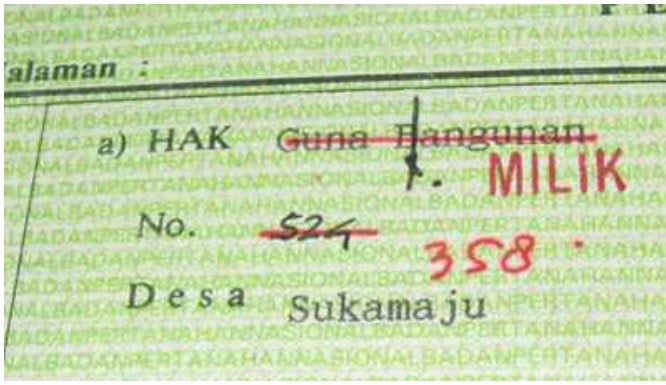 alaman :
a) HAK Guna Bangunan
MILIK
No. 524
358
Desa Sukamaju